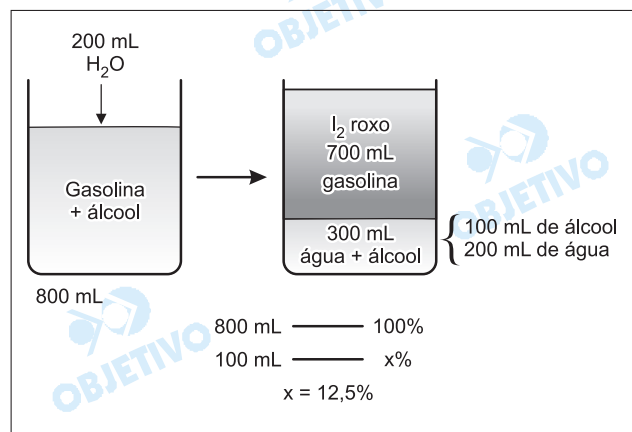 OBJETIVO
200 mL
H₂O
Gasolina
+ álcool
800 mL
I₂ roxo
700 mL
gasolina
300 mL
água + álcool
100 mL de álcool
200 mL de água
OBJETIVO
OBJETIVO
800 mL 100%
100 mL x%
x = 12,5%